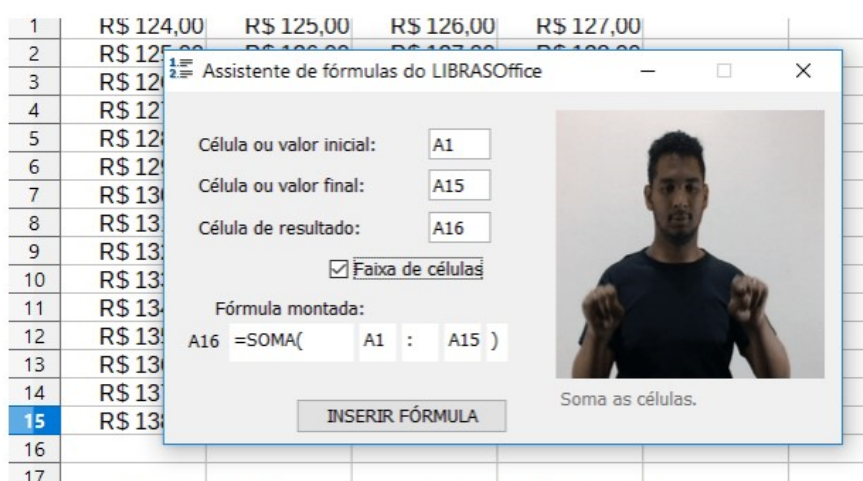 1 R$ 124,00 R$ 125,00 R$ 126,00 R$ 127,00
2
3
4
5
6
7
8
9
10
11
12
13
14
15
16
17
1.
2.
Assistente de fórmulas do LIBRASOffice
Célula ou valor inicial: A1
Célula ou valor final: A15
Célula de resultado: A16
Faixa de células
Fórmula montada:
A16 =SOMA( A1 : A15 )
INSERIR FÓRMULA
Soma as células.